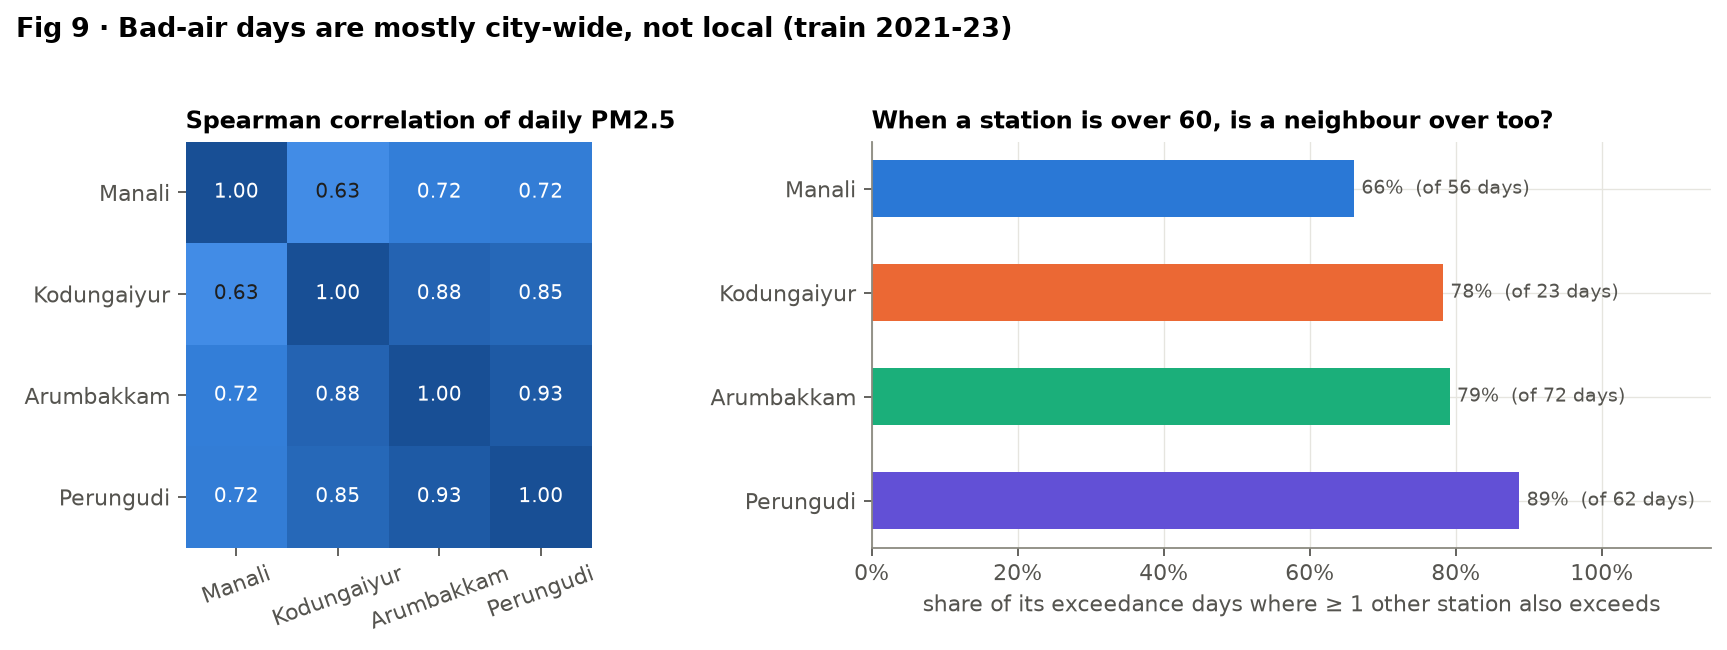 Fig 9 · Bad-air days are mostly city-wide, not local (train 2021-23)
Spearman correlation of daily PM2.5
Manali 1.00 0.63 0.72 0.72
Kodungaiyur 0.63 1.00 0.88 0.85
Arumbakkam 0.72 0.88 1.00 0.93
Perungudi 0.72 0.85 0.93 1.00
Manali Kodungaiyur Arumbakkam Perungudi
When a station is over 60, is a neighbour over too?
Manali 66% (of 56 days)
Kodungaiyur 78% (of 23 days)
Arumbakkam 79% (of 72 days)
Perungudi 89% (of 62 days)
0% 20% 40% 60% 80% 100%
share of its exceedance days where ≥ 1 other station also exceeds